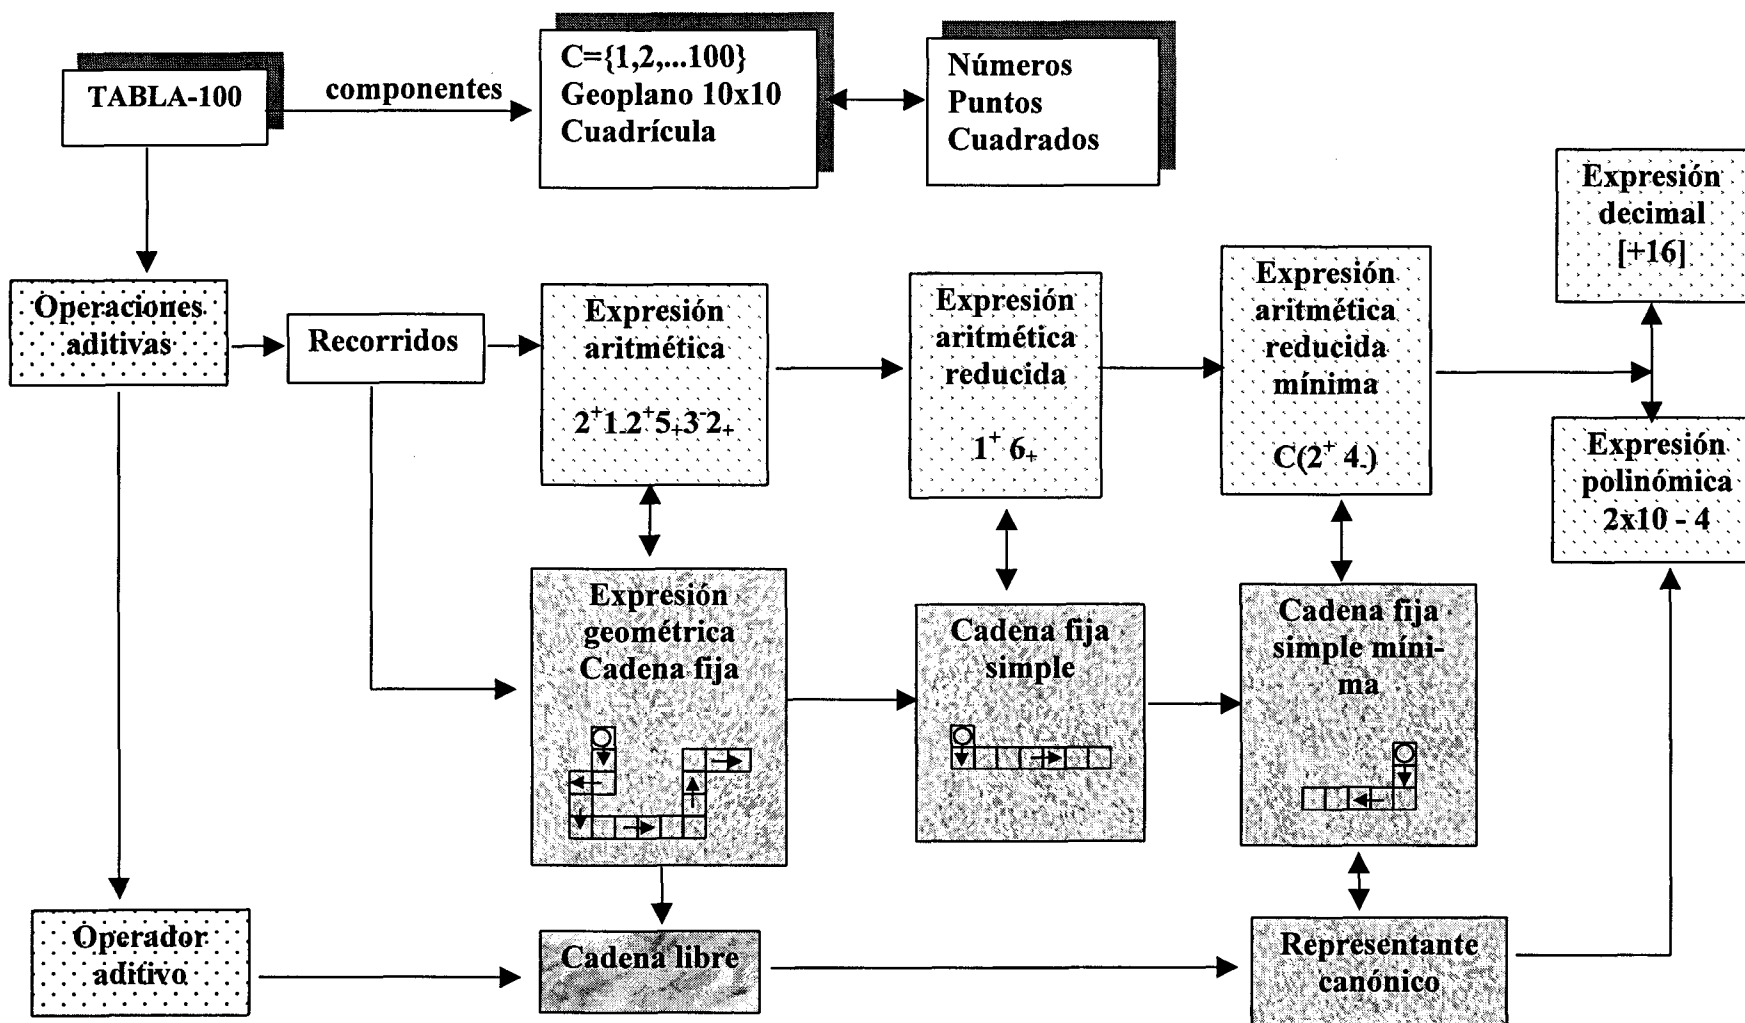 TABLA-100
componentes
C={1,2,...100}
Geoplano 10x10
Cuadrícula
Números
Puntos
Cuadrados
Expresión
decimal
[+16]
Operaciones
aditivas
Recorridos
Expresión
aritmética
2⁺1₋2⁺5₊3⁻2₊
Expresión
aritmética
reducida
1⁺ 6₊
Expresión
aritmética
reducida
mínima
C(2⁺ 4₋)
Expresión
polinómica
2x10 - 4
Expresión
geométrica
Cadena fija
Cadena fija
simple
Cadena fija
simple míni-
ma
Operador
aditivo
Cadena libre
Representante
canónico